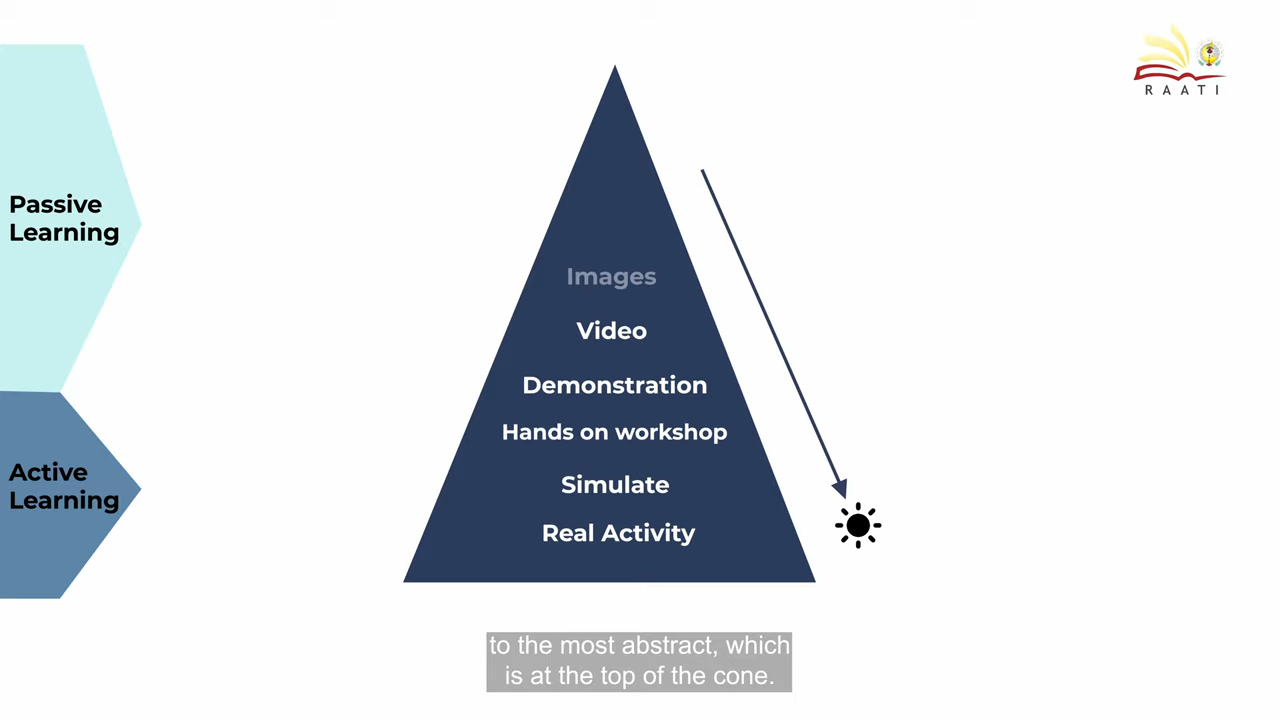 RAATI
Passive
Learning
Images
Video
Demonstration
Hands on workshop
Active
Learning
Simulate
Real Activity
to the most abstract, which
is at the top of the cone.